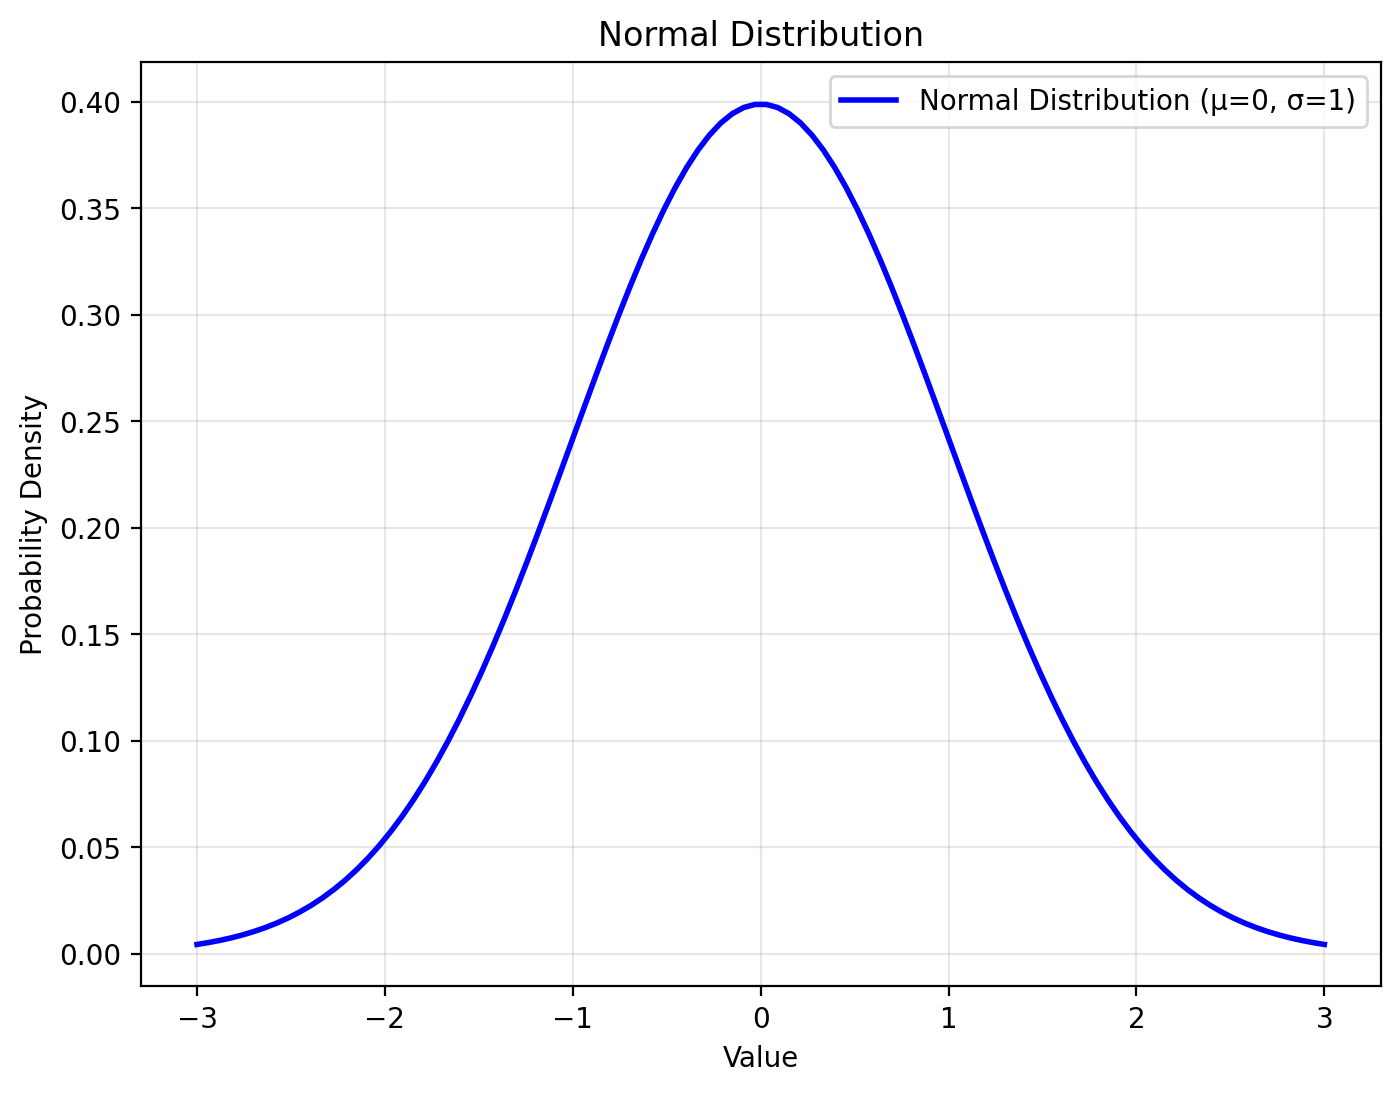 Normal Distribution
Normal Distribution (μ=0, σ=1)
Probability Density
0.40
0.35
0.30
0.25
0.20
0.15
0.10
0.05
0.00
−3 −2 −1 0 1 2 3
Value